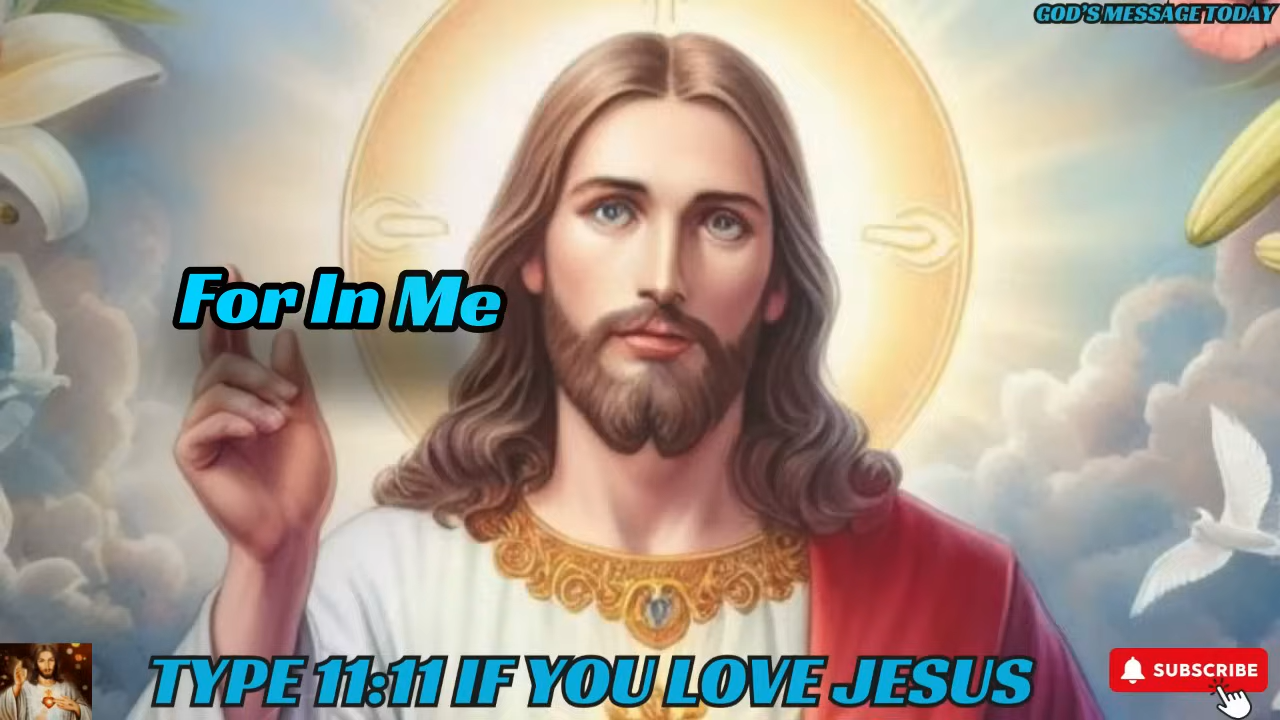 GOD'S MESSAGE TODAY
For In Me
TYPE 11:11 IF YOU LOVE JESUS
SUBSCRIBE